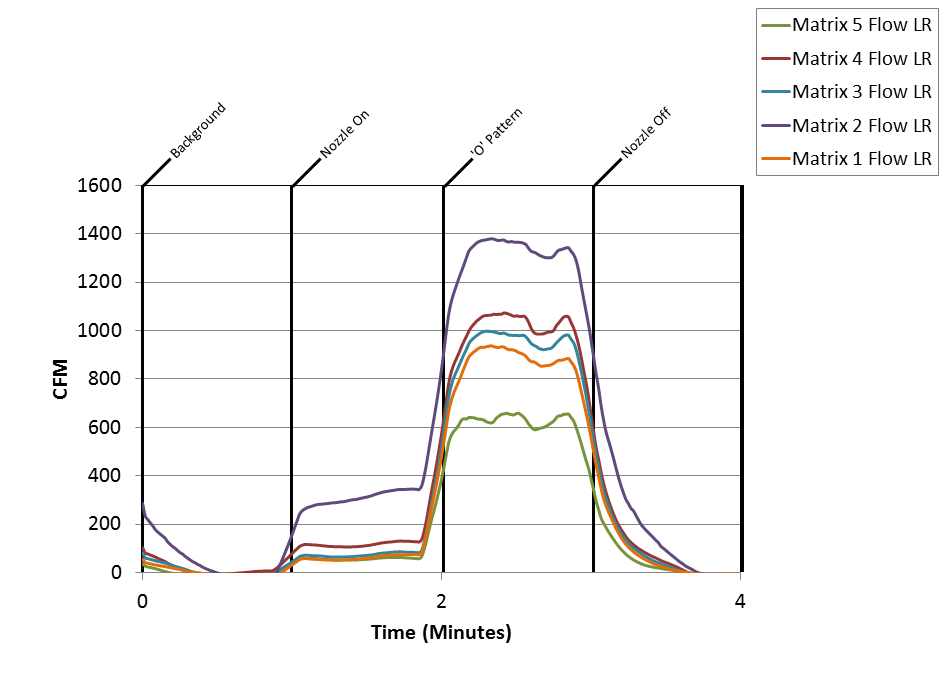 Matrix 5 Flow LR
Matrix 4 Flow LR
Matrix 3 Flow LR
Matrix 2 Flow LR
Matrix 1 Flow LR
Background
Nozzle On
'O' Pattern
Nozzle Off
1600
1400
1200
1000
800
600
400
200
0
CFM
0
2
4
Time (Minutes)